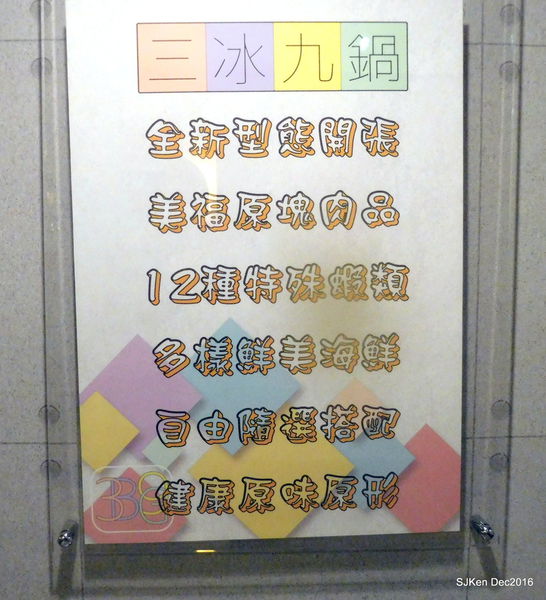 三冰九鍋
全新型態開張
美福原塊肉品
12種特殊蝦類
多樣鮮美海鮮
自由隨選搭配
健康原味原形
338
SJKen Dec2016